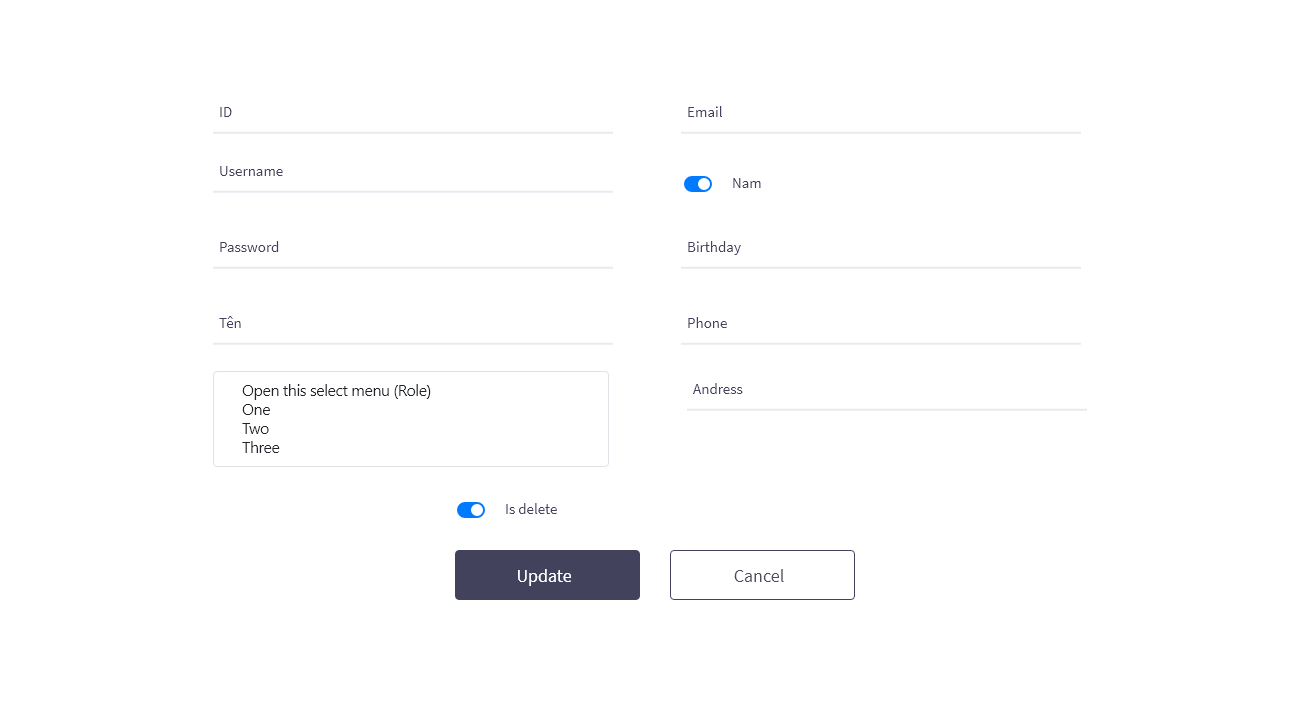 ID
Email
Username
Nam
Password
Birthday
Tên
Phone
Open this select menu (Role)
One
Two
Three
Andress
Is delete
Update
Cancel